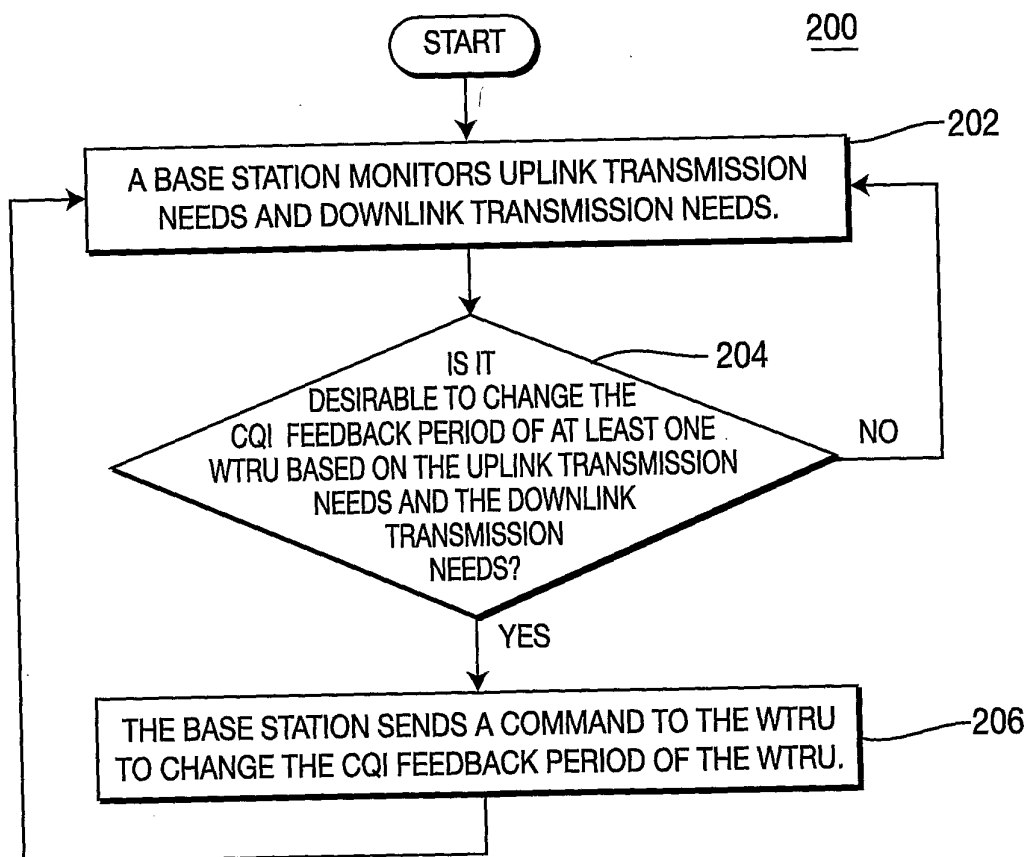 START
200
202
A BASE STATION MONITORS UPLINK TRANSMISSION
NEEDS AND DOWNLINK TRANSMISSION NEEDS.
204
IS IT
DESIRABLE TO CHANGE THE
CQI FEEDBACK PERIOD OF AT LEAST ONE
WTRU BASED ON THE UPLINK TRANSMISSION
NEEDS AND THE DOWNLINK
TRANSMISSION
NEEDS?
NO
YES
THE BASE STATION SENDS A COMMAND TO THE WTRU
TO CHANGE THE CQI FEEDBACK PERIOD OF THE WTRU.
206